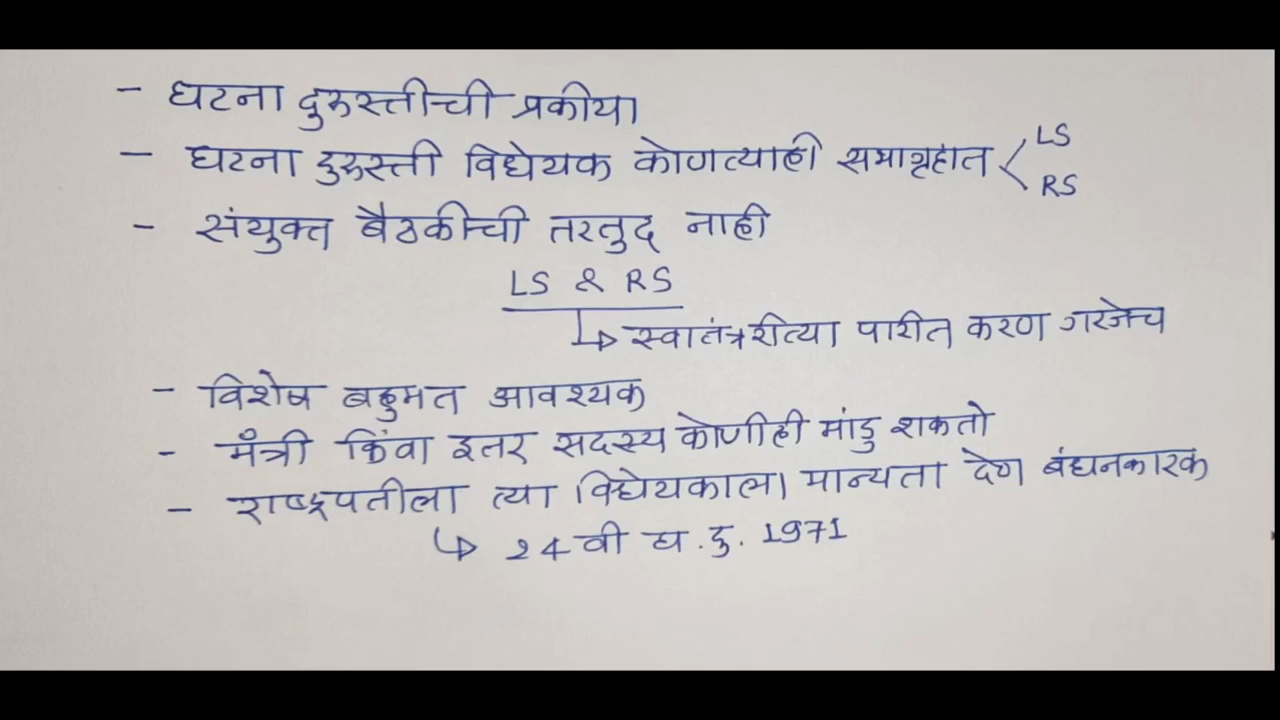 - घटना दुरुस्तीची प्रकीया
- घटना दुरुस्ती विधेयक कोणत्याही सभागृहात < LS
RS
- संयुक्त बैठकीची तरतुद नाही
LS & RS
↳ स्वातंत्ररीत्या पारीत करण गरजेच
- विशेष बहुमत आवश्यक
- मंत्री किंवा इतर सदस्य कोणीही मांडु शकतो
- राष्ट्रपतीला त्या विधेयकाला मान्यता देण बंधनकारक
↳ 24 वी घ.दु. 1971